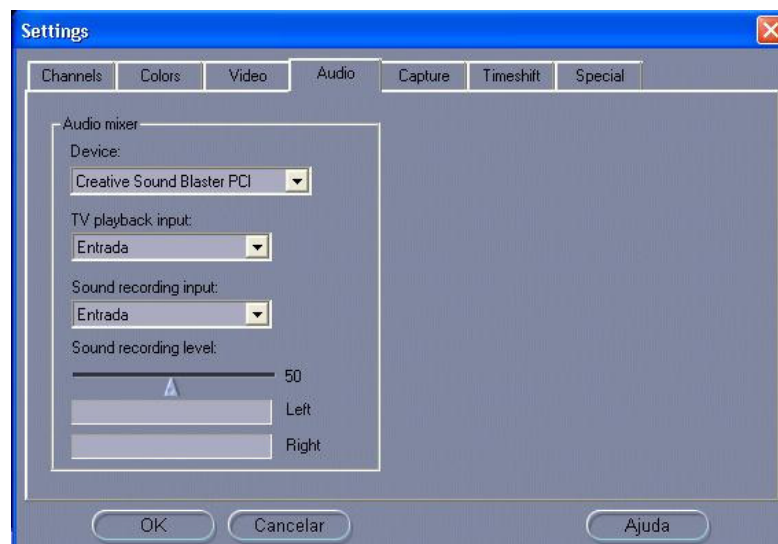 Settings
Channels Colors Video Audio Capture Timeshift Special
Audio mixer
Device:
Creative Sound Blaster PCI
TV playback input:
Entrada
Sound recording input:
Entrada
Sound recording level:
50
Left
Right
OK Cancelar Ajuda